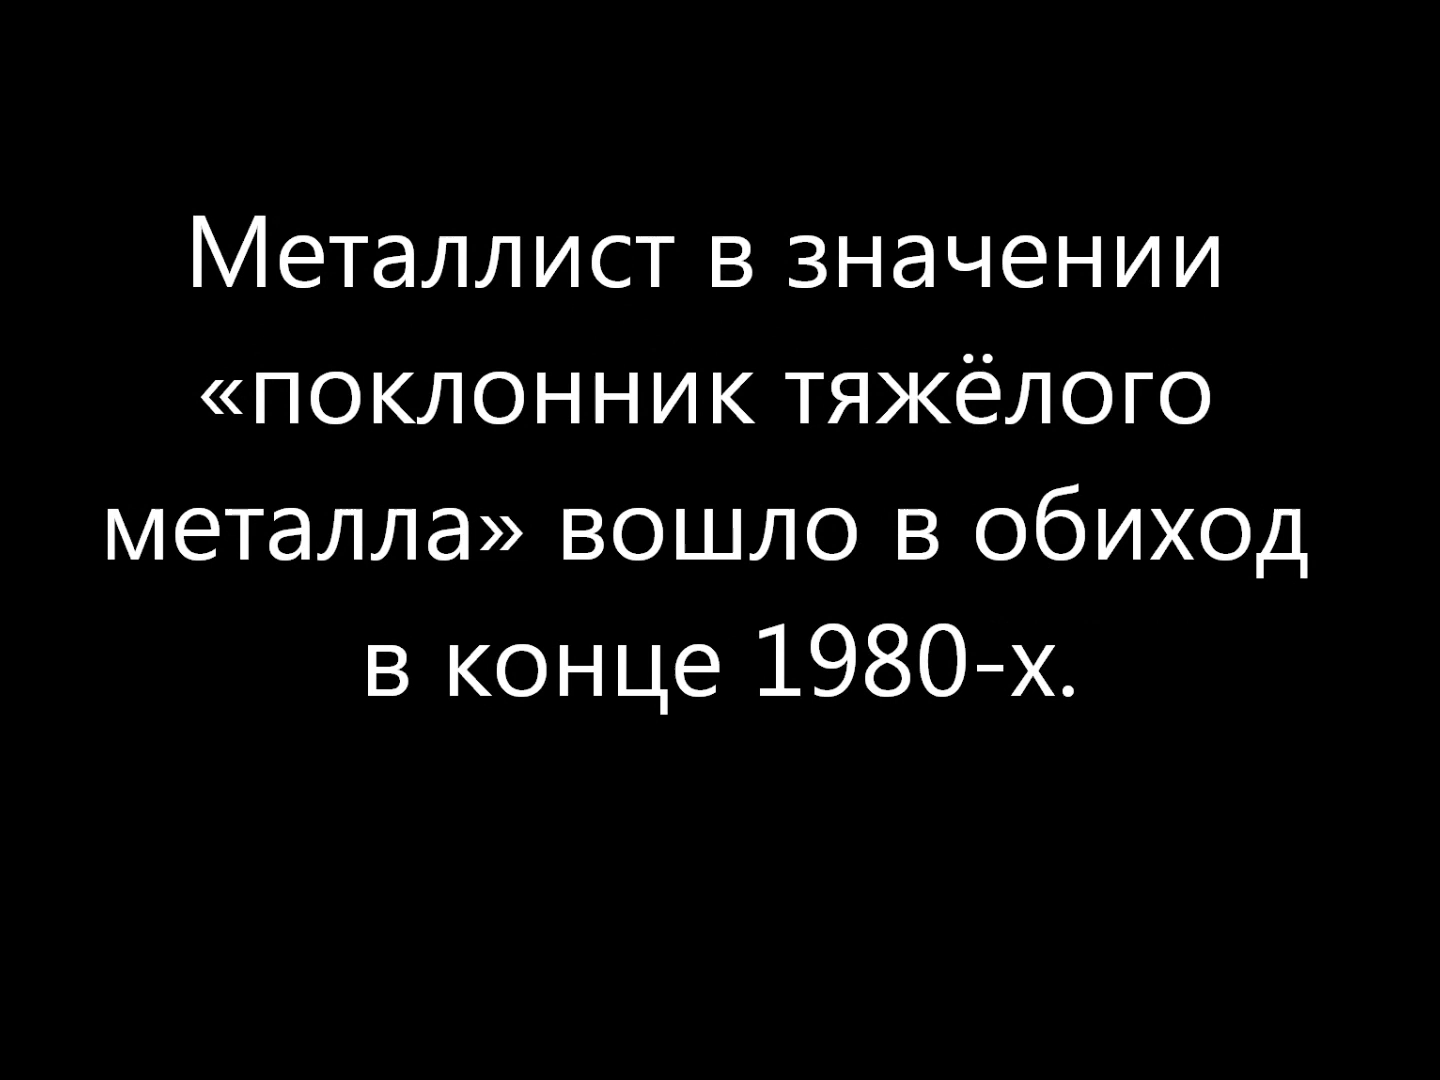 Металлист в значении
«поклонник тяжёлого
металла» вошло в обиход
в конце 1980-х.